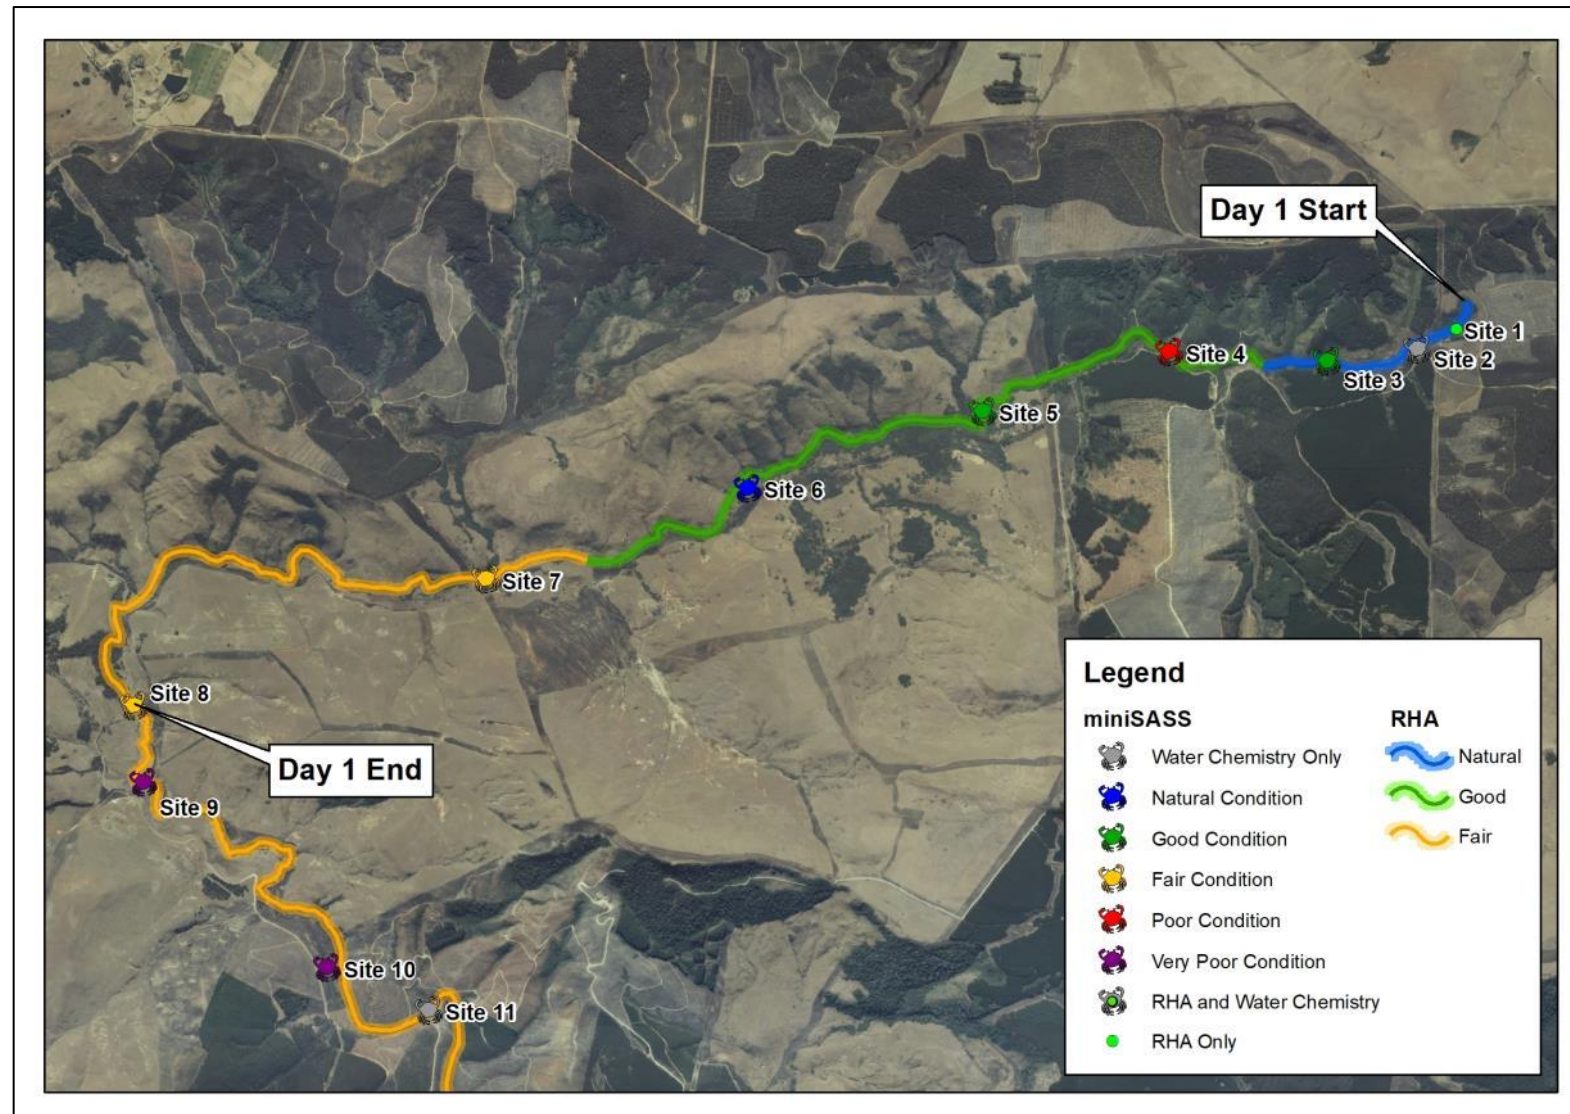 Day 1 Start
Site 1
Site 2
Site 3
Site 4
Site 5
Site 6
Site 7
Site 8
Day 1 End
Site 9
Site 10
Site 11
Legend
miniSASS
Water Chemistry Only
Natural Condition
Good Condition
Fair Condition
Poor Condition
Very Poor Condition
RHA and Water Chemistry
RHA Only
RHA
Natural
Good
Fair